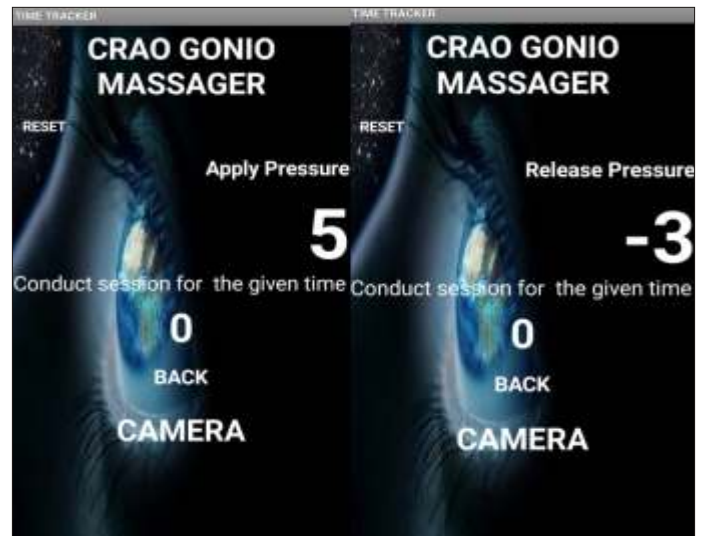 TIME TRACKER
CRAO GONIO
MASSAGER
RESET
Apply Pressure
5
Conduct session for the given time
0
BACK
CAMERA
TIME TRACKER
CRAO GONIO
MASSAGER
RESET
Release Pressure
-3
Conduct session for the given time
0
BACK
CAMERA